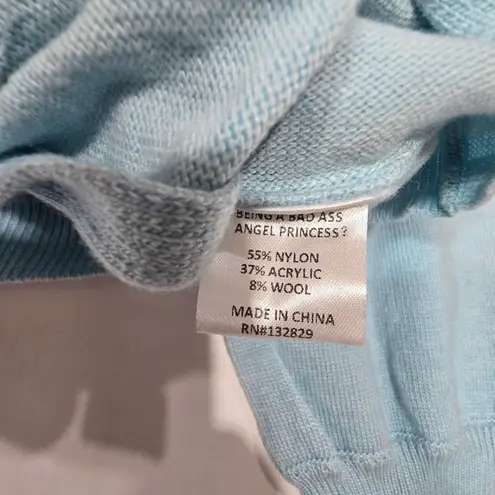 BEING A BAD ASS
ANGEL PRINCESS?
55% NYLON
37% ACRYLIC
8% WOOL
MADE IN CHINA
RN#132829